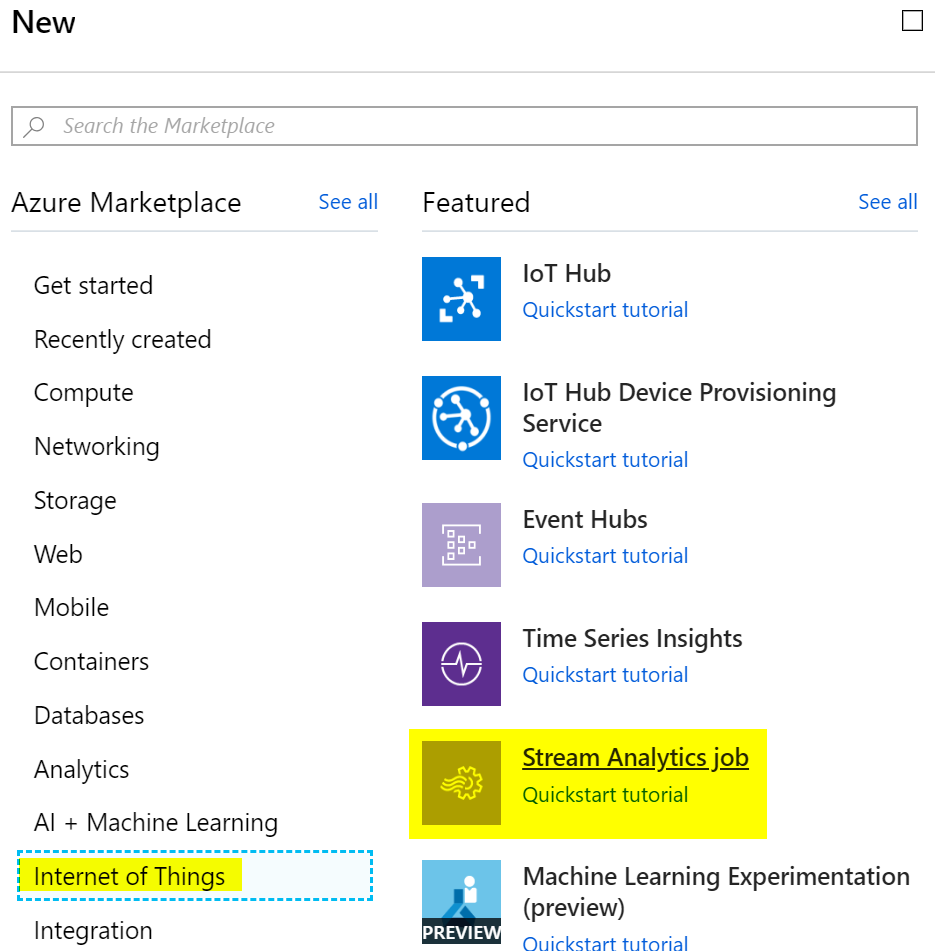 New
Search the Marketplace
Azure Marketplace
See all
Get started
Recently created
Compute
Networking
Storage
Web
Mobile
Containers
Databases
Analytics
AI + Machine Learning
Internet of Things
Integration
Featured
See all
IoT Hub
Quickstart tutorial
IoT Hub Device Provisioning
Service
Quickstart tutorial
Event Hubs
Quickstart tutorial
Time Series Insights
Quickstart tutorial
Stream Analytics job
Quickstart tutorial
PREVIEW
Machine Learning Experimentation
(preview)
Quickstart tutorial